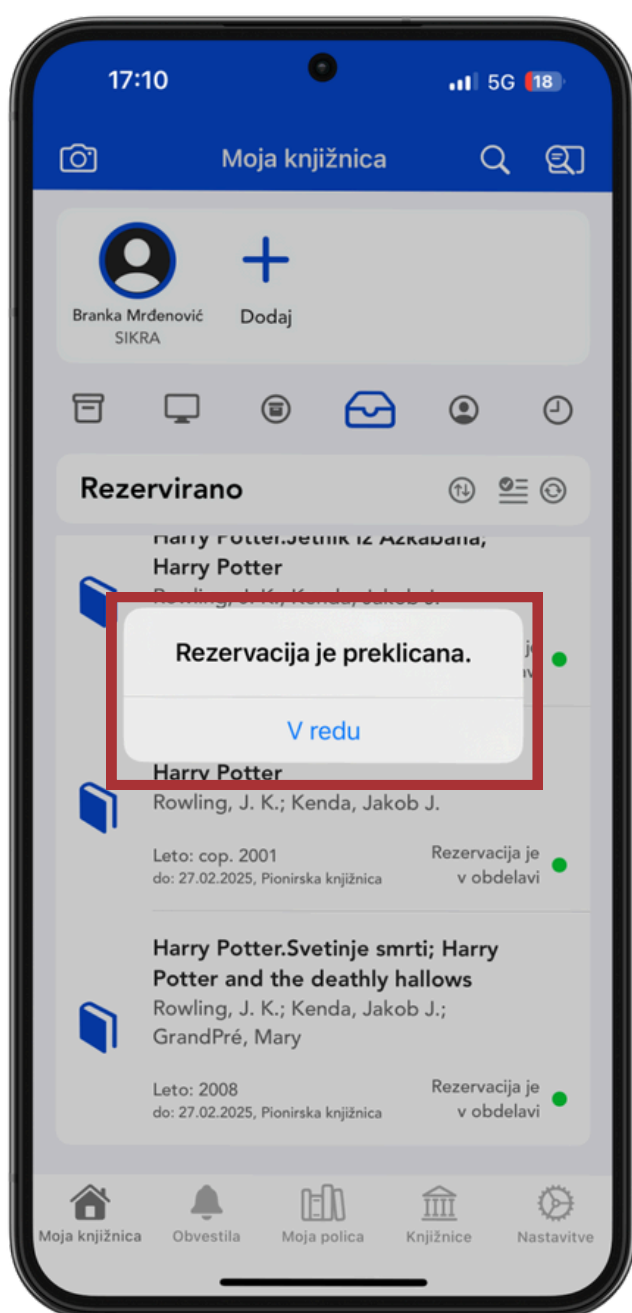 17:10
5G 18
Moja knjižnica
Branka Mrđenović
SIKRA
Dodaj
Rezervirano
Harry Potter.Jetnik iz Azkabana;
Harry Potter
Rowling, J. K.; Kenda, Jakob J.
Rezervacija je preklicana.
V redu
Harry Potter
Rowling, J. K.; Kenda, Jakob J.
Leto: cop. 2001
do: 27.02.2025, Pionirska knjižnica
Rezervacija je
v obdelavi
Harry Potter.Svetinje smrti; Harry
Potter and the deathly hallows
Rowling, J. K.; Kenda, Jakob J.;
GrandPré, Mary
Leto: 2008
do: 27.02.2025, Pionirska knjižnica
Rezervacija je
v obdelavi
Moja knjižnica
Obvestila
Moja polica
Knjižnice
Nastavitve